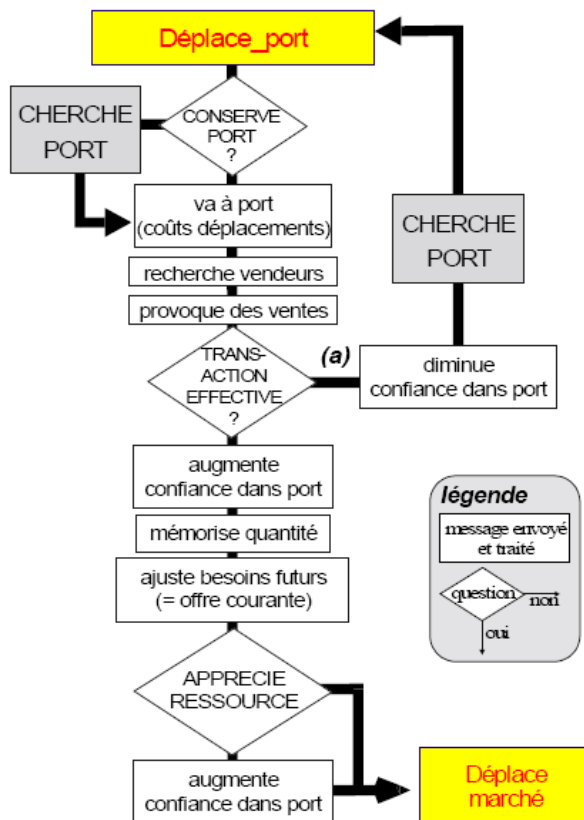 Déplace_port
CHERCHE
PORT
CONSERVE
PORT
?
va à port
(coûts déplacements)
CHERCHE
PORT
recherche vendeurs
provoque des ventes
TRANS-
ACTION
EFFECTIVE
?
(a)
diminue
confiance dans port
augmente
confiance dans port
mémorise quantité
ajuste besoins futurs
(= offre courante)
légende
message envoyé
et traité
question
non
oui
APPRECIE
RESSOURCE
augmente
confiance dans port
Déplace
marché